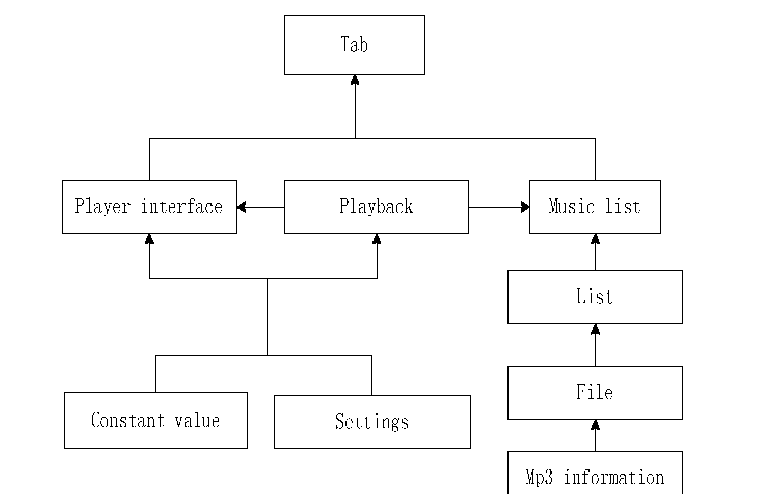 Tab
Player interface
Playback
Music list
List
File
Constant value
Settings
Mp3 information